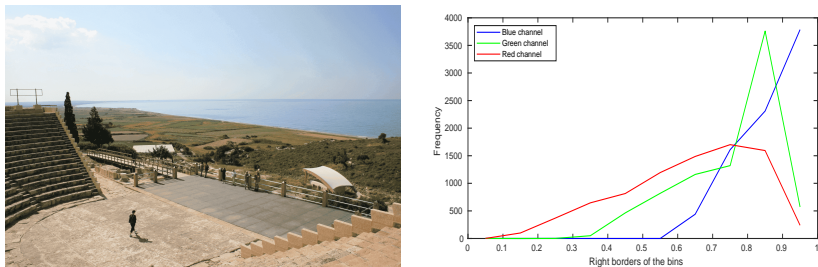 4000
3500
3000
2500
2000
1500
1000
500
0
Frequency
Blue channel
Green channel
Red channel
0 0.1 0.2 0.3 0.4 0.5 0.6 0.7 0.8 0.9 1
Right borders of the bins